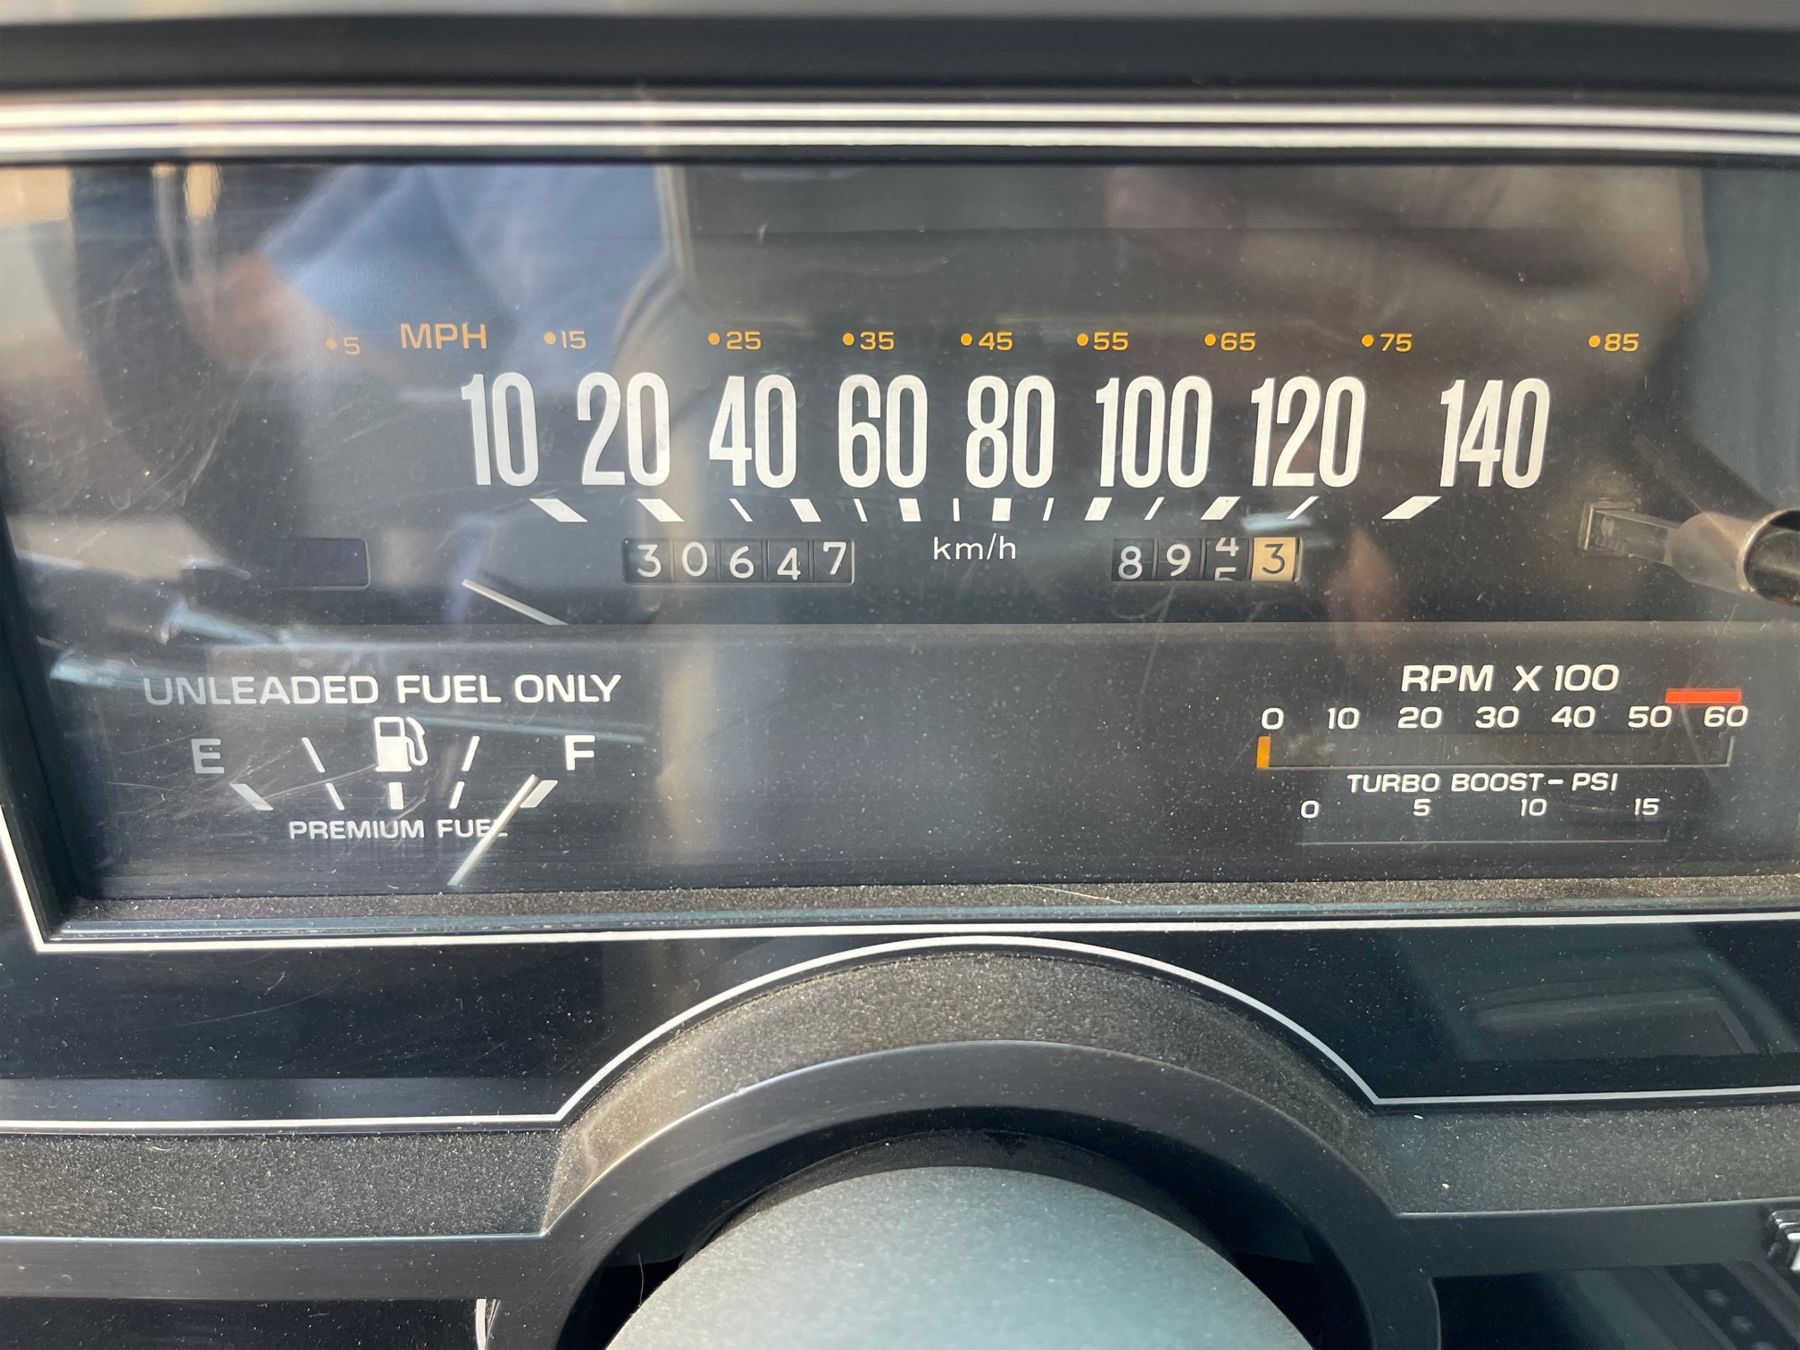 5 MPH 15 25 35 45 55 65 75 85
10 20 40 60 80 100 120 140
30647 km/h 89 3
UNLEADED FUEL ONLY
E F
PREMIUM FUEL
RPM X 100
0 10 20 30 40 50 60
TURBO BOOST-PSI
0 5 10 15